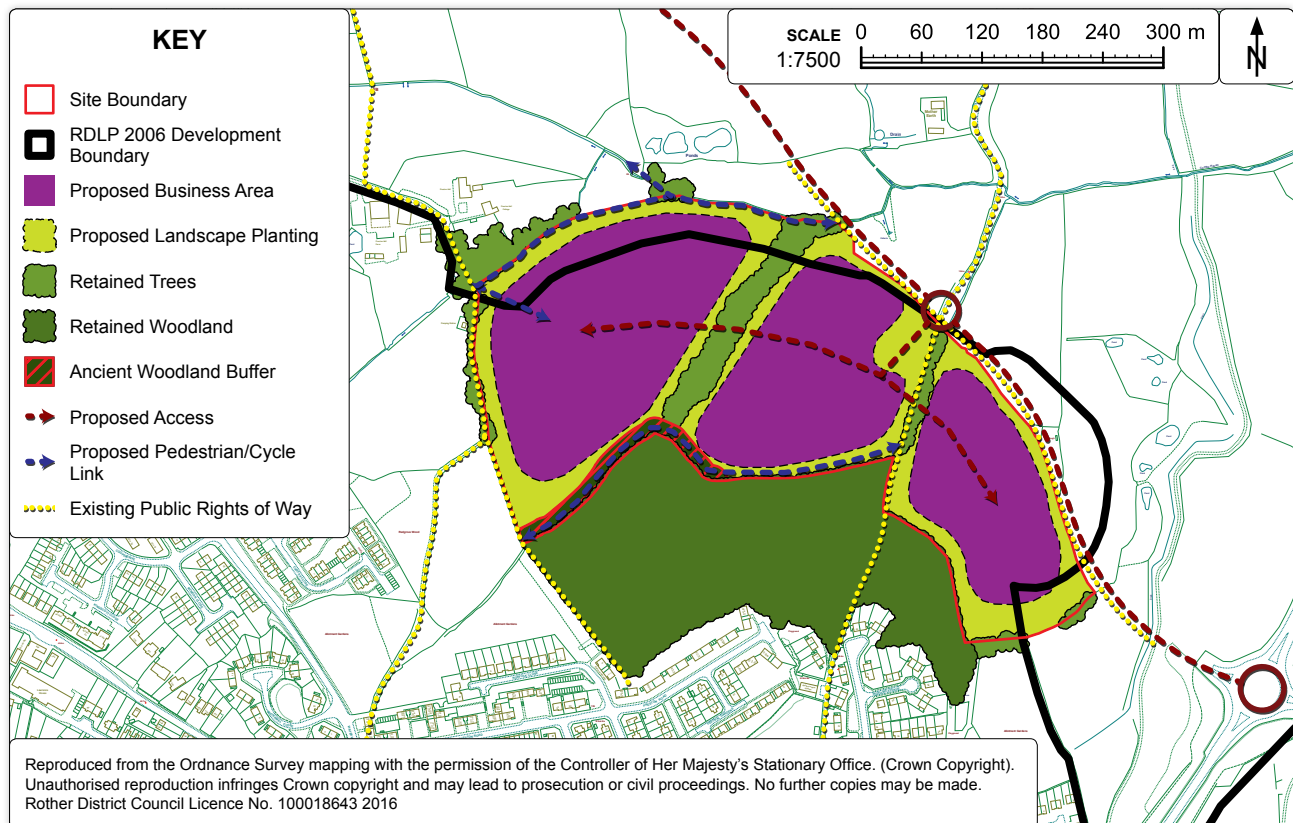 KEY
Site Boundary
RDLP 2006 Development
Boundary
Proposed Business Area
Proposed Landscape Planting
Retained Trees
Retained Woodland
Ancient Woodland Buffer
Proposed Access
Proposed Pedestrian/Cycle
Link
Existing Public Rights of Way
SCALE
1:7500
0 60 120 180 240 300 m
N
Ponds
Drain
Reproduced from the Ordnance Survey mapping with the permission of the Controller of Her Majesty's Stationary Office. (Crown Copyright).
Unauthorised reproduction infringes Crown copyright and may lead to prosecution or civil proceedings. No further copies may be made.
Rother District Council Licence No. 100018643 2016